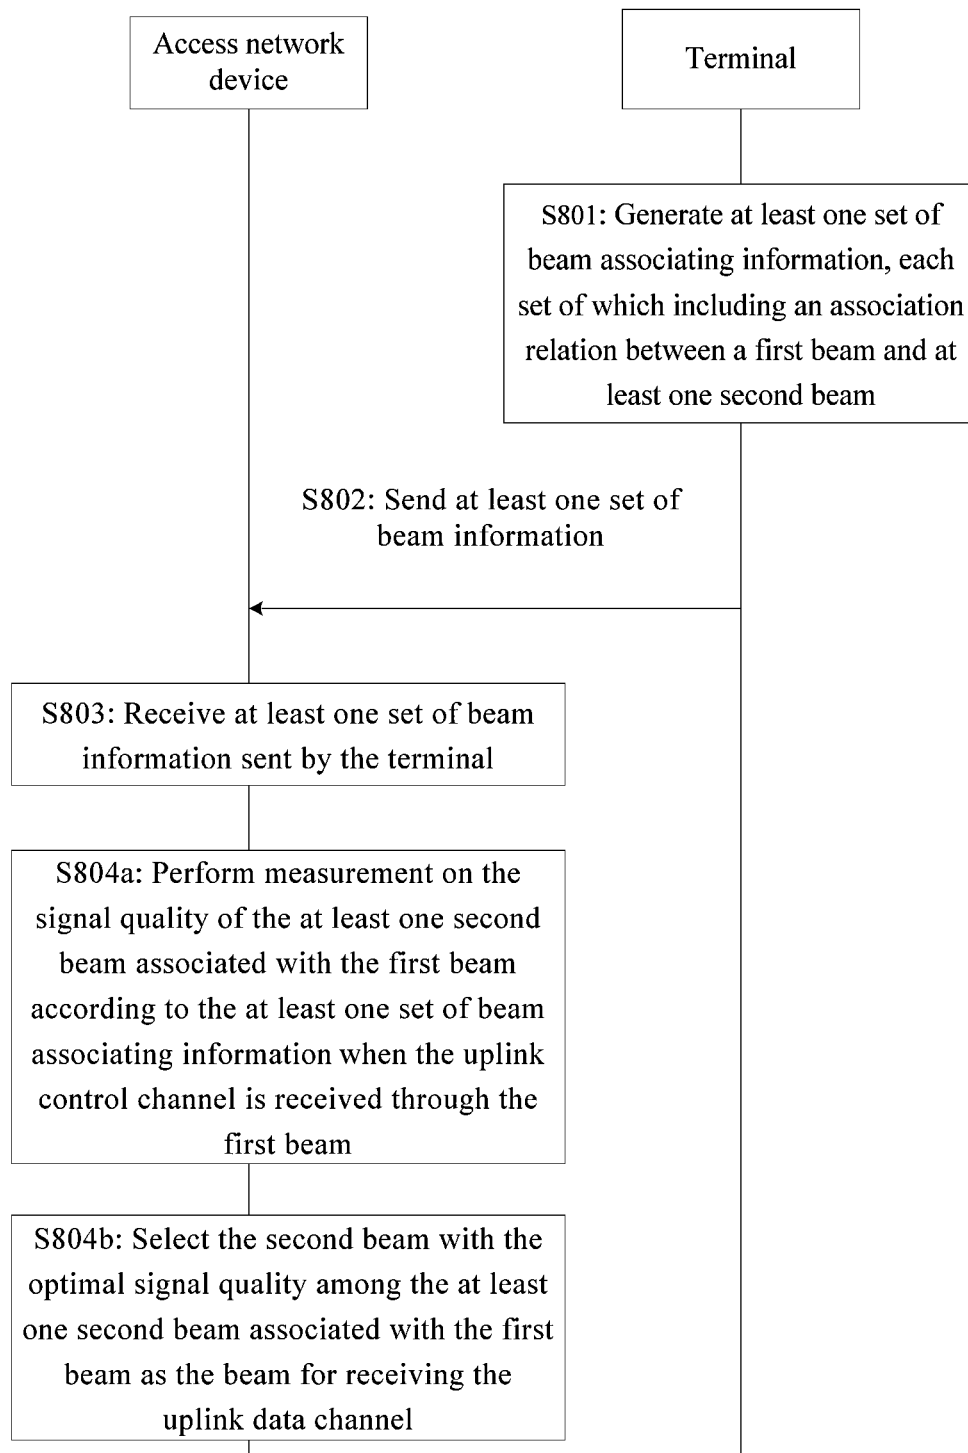 Access network
device
Terminal
S801: Generate at least one set of
beam associating information, each
set of which including an association
relation between a first beam and at
least one second beam
S802: Send at least one set of
beam information
S803: Receive at least one set of beam
information sent by the terminal
S804a: Perform measurement on the
signal quality of the at least one second
beam associated with the first beam
according to the at least one set of beam
associating information when the uplink
control channel is received through the
first beam
S804b: Select the second beam with the
optimal signal quality among the at least
one second beam associated with the first
beam as the beam for receiving the
uplink data channel